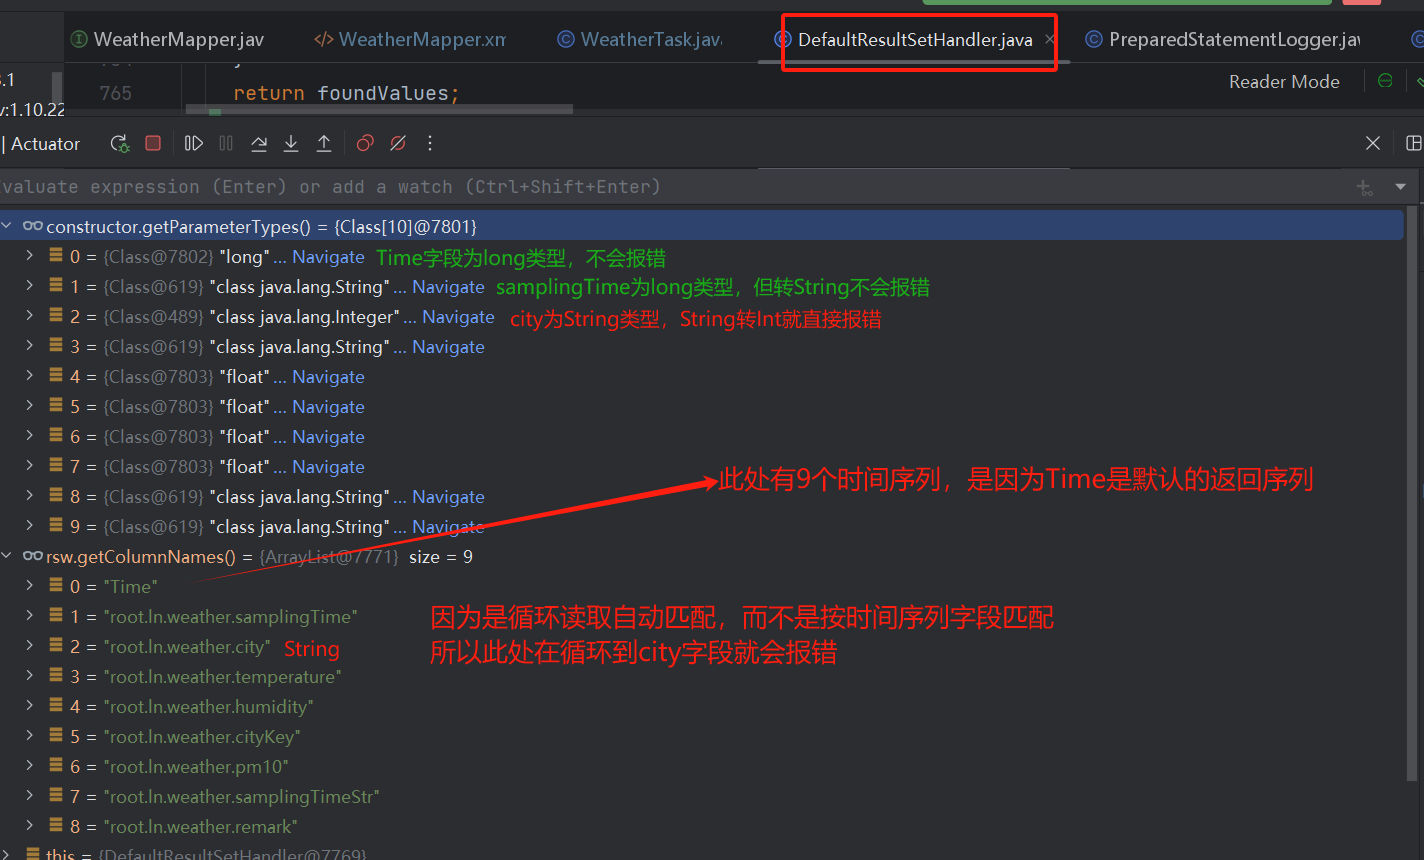 WeatherMapper.jav
WeatherMapper.xm
WeatherTask.jav
DefaultResultSetHandler.java
PreparedStatementLogger.jav
.1
v:1.10.22
765
return foundValues;
Reader Mode
Actuator
Evaluate expression (Enter) or add a watch (Ctrl+Shift+Enter)
constructor.getParameterTypes() = {Class[10]@7801}
0 = {Class@7802} "long" ... Navigate Time字段为long类型，不会报错
1 = {Class@619} "class java.lang.String" ... Navigate samplingTime为long类型，但转String不会报错
2 = {Class@489} "class java.lang.Integer" ... Navigate city为String类型，String转Int就直接报错
3 = {Class@619} "class java.lang.String" ... Navigate
4 = {Class@7803} "float" ... Navigate
5 = {Class@7803} "float" ... Navigate
6 = {Class@7803} "float" ... Navigate
7 = {Class@7803} "float" ... Navigate
此处有9个时间序列，是因为Time是默认的返回序列
8 = {Class@619} "class java.lang.String" ... Navigate
9 = {Class@619} "class java.lang.String" ... Navigate
rsw.getColumnNames() = {ArrayList@7771} size = 9
0 = "Time"
1 = "root.ln.weather.samplingTime"
因为是循环读取自动匹配，而不是按时间序列字段匹配
2 = "root.ln.weather.city" String
所以此处在循环到city字段就会报错
3 = "root.ln.weather.temperature"
4 = "root.ln.weather.humidity"
5 = "root.ln.weather.cityKey"
6 = "root.ln.weather.pm10"
7 = "root.ln.weather.samplingTimeStr"
8 = "root.ln.weather.remark"
this = {DefaultResultSetHandler@7769}